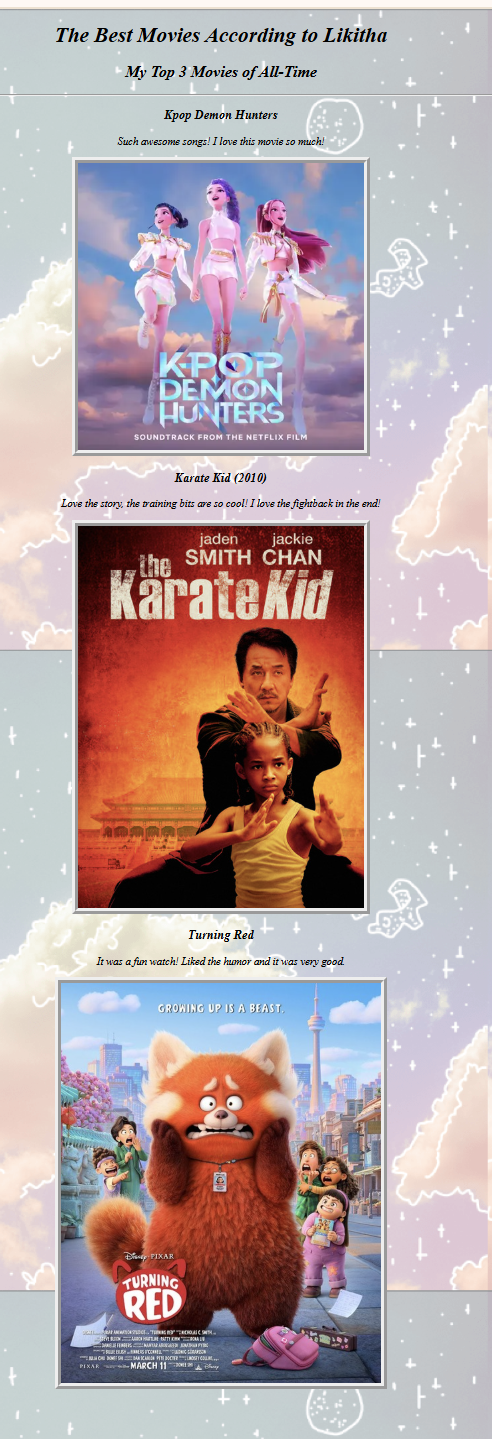 The Best Movies According to Likitha
My Top 3 Movies of All-Time
Kpop Demon Hunters
Such awesome songs! I love this movie so much!
K-POP
DEMON
HUNTERS
SOUNDTRACK FROM THE NETFLIX FILM
Karate Kid (2010)
Love the story, the training bits are so cool! I love the fightback in the end!
jaden jackie
SMITH CHAN
the
Karate Kid
Turning Red
It was a fun watch! Liked the humor and it was very good.
GROWING UP IS A BEAST.
Disney PIXAR
TURNING
RED
PIXAR MARCH 11 Disney